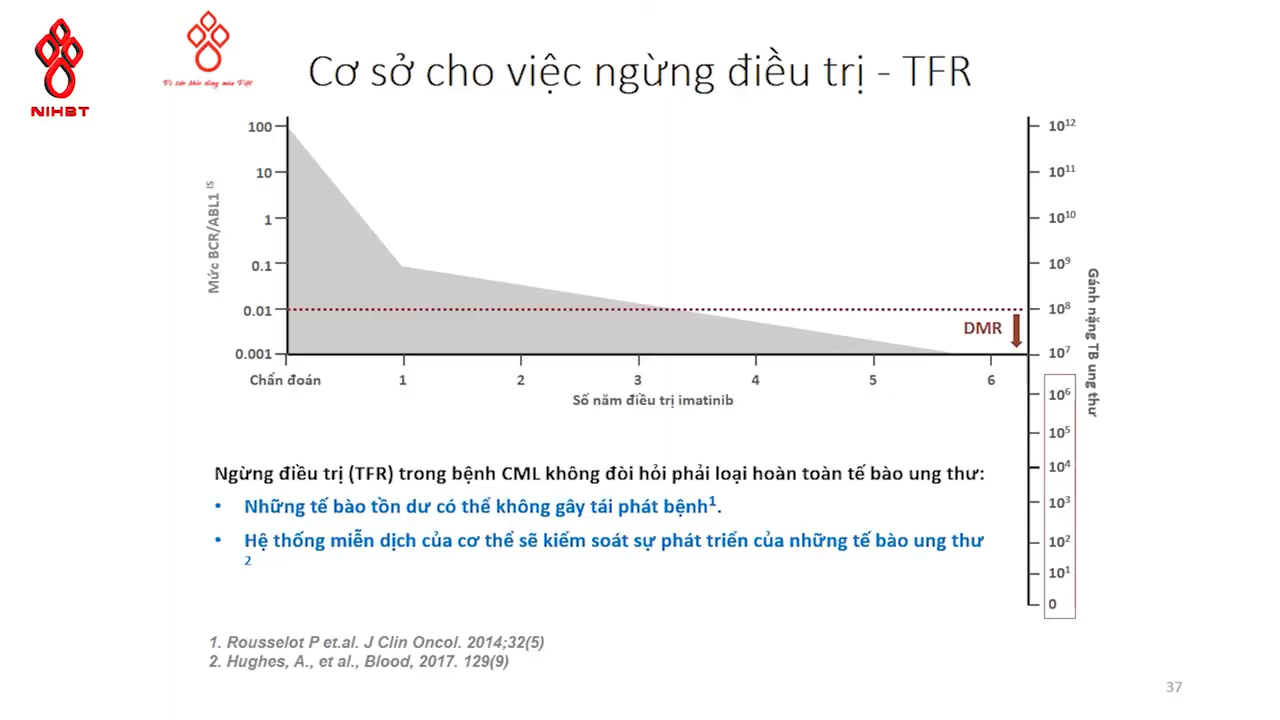 NIHBT
Vì sức khỏe dòng máu Việt
Cơ sở cho việc ngừng điều trị - TFR
Mức BCR/ABL1 IS
100
10
1
0.1
0.01
0.001
Chẩn đoán
1
2
3
4
5
6
Số năm điều trị imatinib
DMR
10¹²
10¹¹
10¹⁰
10⁹
10⁸
10⁷
10⁶
10⁵
10⁴
10³
10²
10¹
0
Gánh nặng TB ung thư
Ngừng điều trị (TFR) trong bệnh CML không đòi hỏi phải loại hoàn toàn tế bào ung thư:
• Những tế bào tồn dư có thể không gây tái phát bệnh¹.
• Hệ thống miễn dịch của cơ thể sẽ kiểm soát sự phát triển của những tế bào ung thư
2
1. Rousselot P et.al. J Clin Oncol. 2014;32(5)
2. Hughes, A., et al., Blood, 2017. 129(9)
37